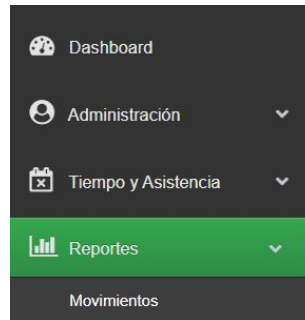 Dashboard
Administración
Tiempo y Asistencia
Reportes
Movimientos